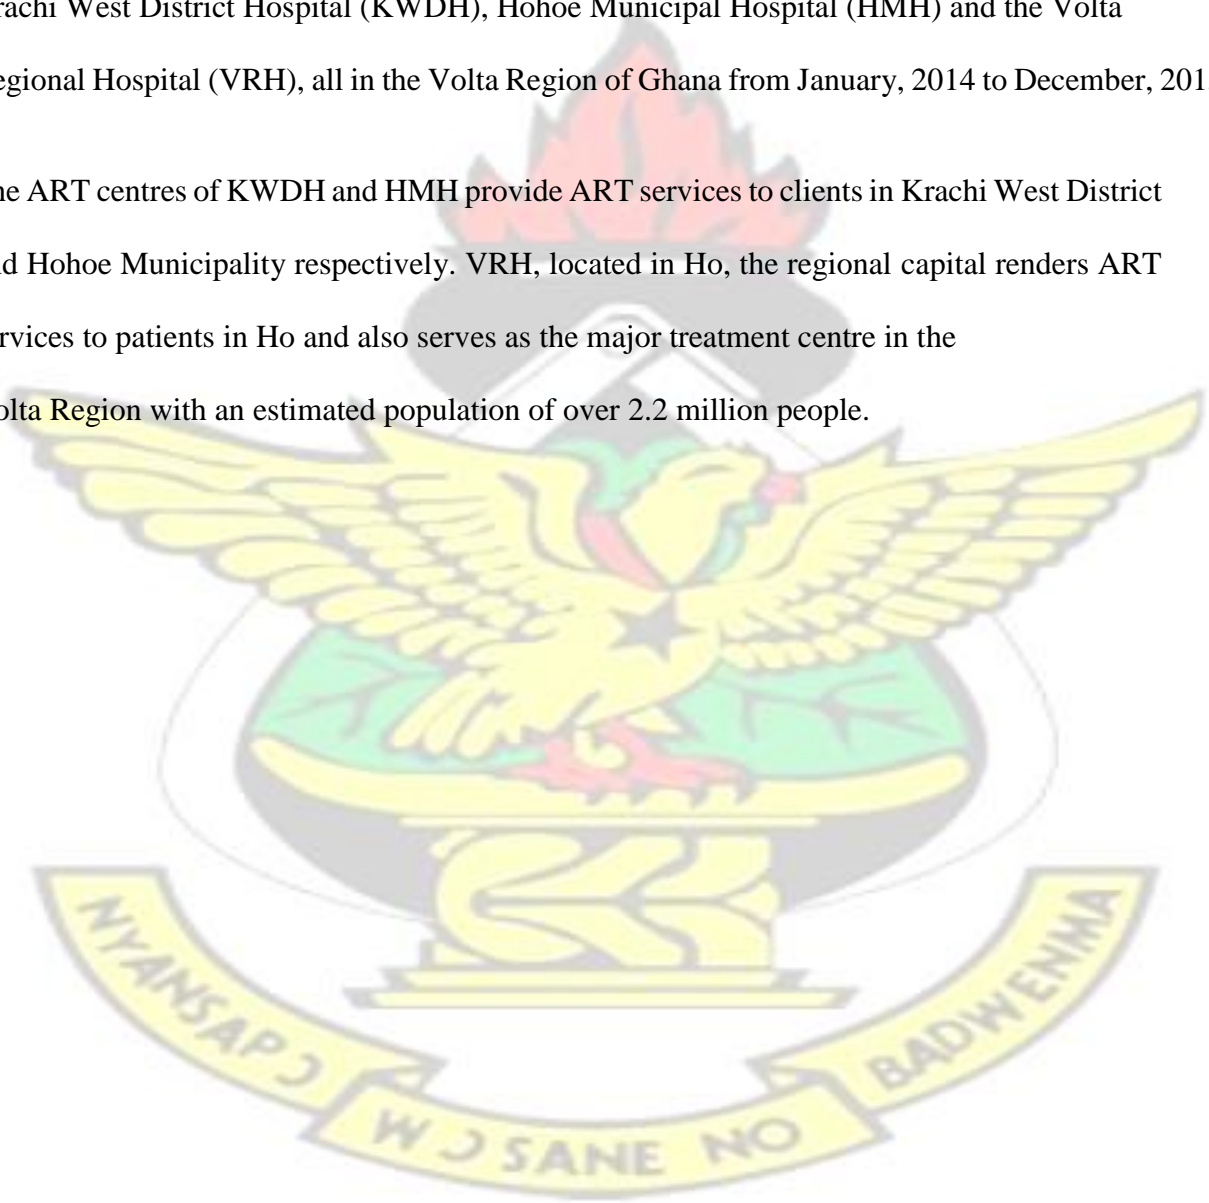 rachi West District Hospital (KWDH), Hohoe Municipal Hospital (HMH) and the Volta
egional Hospital (VRH), all in the Volta Region of Ghana from January, 2014 to December, 201
he ART centres of KWDH and HMH provide ART services to clients in Krachi West District
nd Hohoe Municipality respectively. VRH, located in Ho, the regional capital renders ART
rvices to patients in Ho and also serves as the major treatment centre in the
olta Region with an estimated population of over 2.2 million people.
NYANSAPƆ
WƆSANE NO
BADWENMA